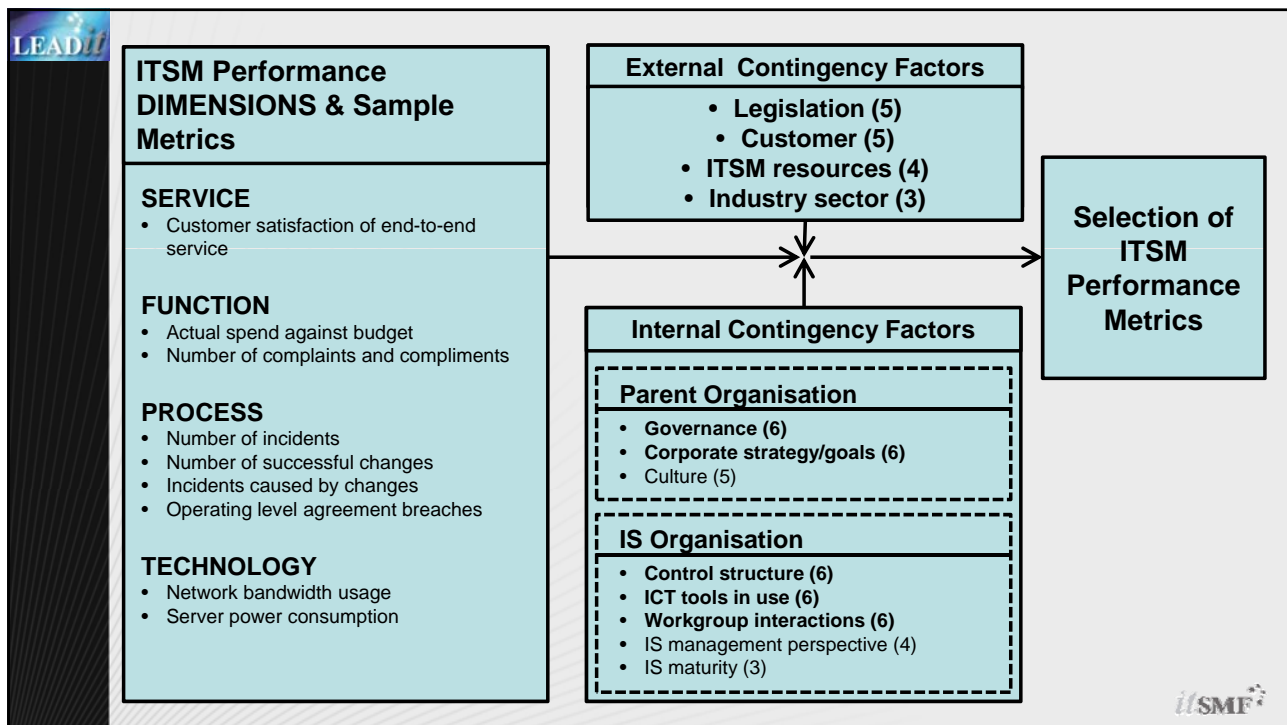 LEADit
ITSM Performance
DIMENSIONS & Sample
Metrics
SERVICE
• Customer satisfaction of end-to-end
service
FUNCTION
• Actual spend against budget
• Number of complaints and compliments
PROCESS
• Number of incidents
• Number of successful changes
• Incidents caused by changes
• Operating level agreement breaches
TECHNOLOGY
• Network bandwidth usage
• Server power consumption
External Contingency Factors
• Legislation (5)
• Customer (5)
• ITSM resources (4)
• Industry sector (3)
Internal Contingency Factors
Parent Organisation
• Governance (6)
• Corporate strategy/goals (6)
• Culture (5)
IS Organisation
• Control structure (6)
• ICT tools in use (6)
• Workgroup interactions (6)
• IS management perspective (4)
• IS maturity (3)
Selection of
ITSM
Performance
Metrics
itSMF